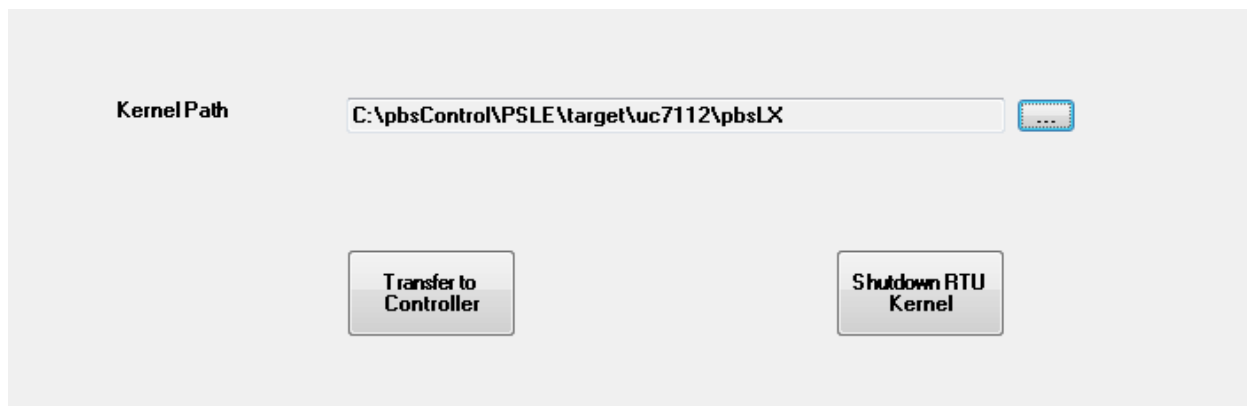 Kernel Path
C:\pbsControl\PSLE\target\uc7112\pbsLX
...
Transfer to
Controller
Shutdown RTU
Kernel